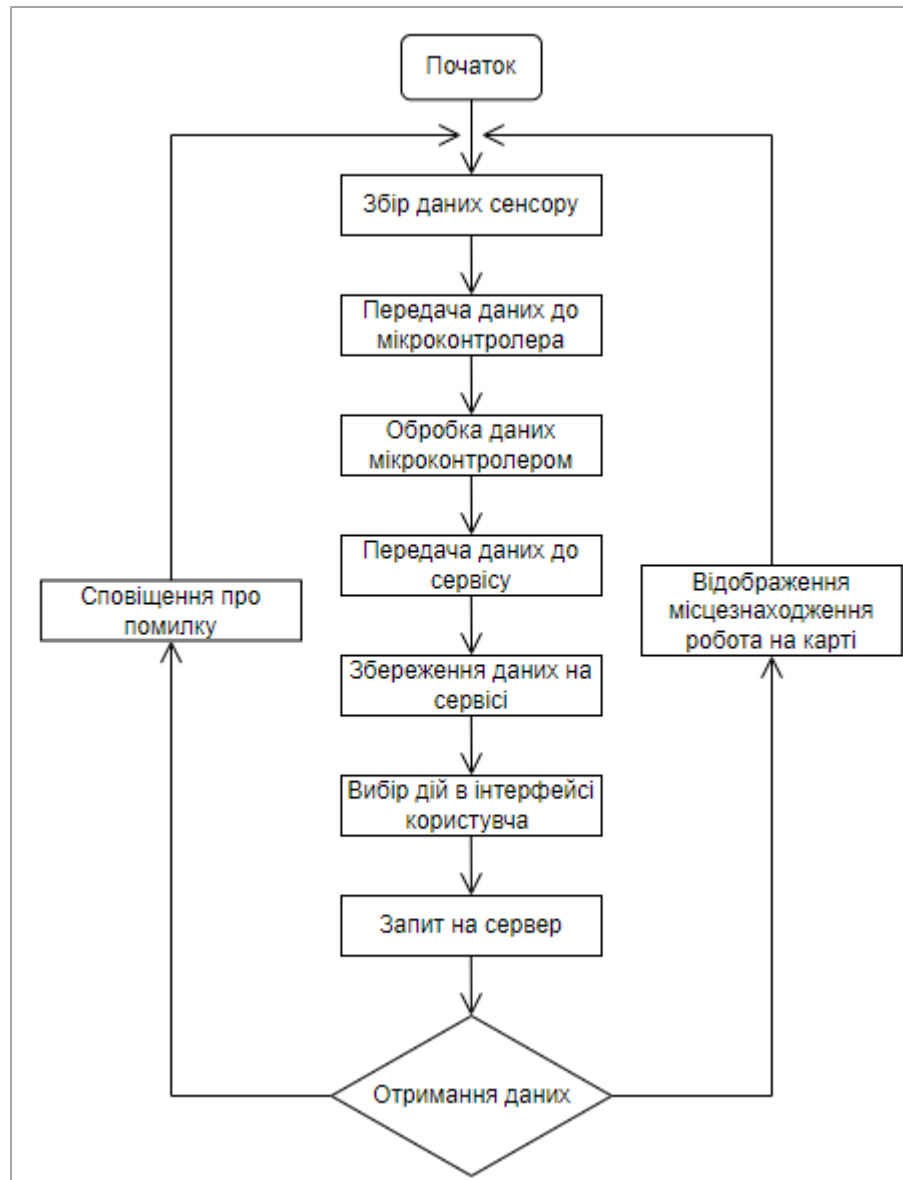 Початок
Збір даних сенсору
Передача даних до
мікроконтролера
Обробка даних
мікроконтролером
Передача даних до
сервісу
Сповіщення про
помилку
Відображення
місцезнаходження
робота на карті
Збереження даних на
сервісі
Вибір дій в інтерфейсі
користувча
Запит на сервер
Отримання даних